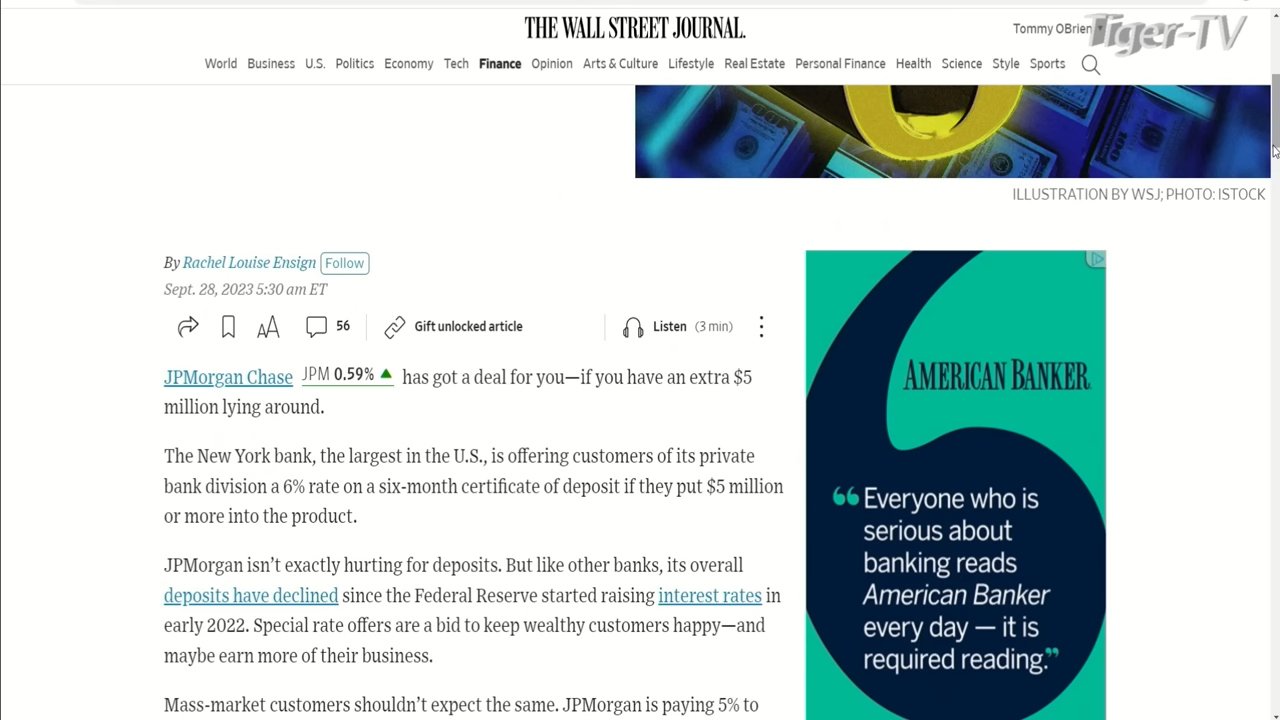 THE WALL STREET JOURNAL.
Tommy OBrien
Tiger-TV
World Business U.S. Politics Economy Tech Finance Opinion Arts & Culture Lifestyle Real Estate Personal Finance Health Science Style Sports
100
ILLUSTRATION BY WSJ; PHOTO: ISTOCK
By Rachel Louise Ensign Follow
Sept. 28, 2023 5:30 am ET
AA 56 Gift unlocked article Listen (3 min)
JPMorgan Chase JPM 0.59% has got a deal for you—if you have an extra $5
million lying around.
The New York bank, the largest in the U.S., is offering customers of its private
bank division a 6% rate on a six-month certificate of deposit if they put $5 million
or more into the product.
JPMorgan isn’t exactly hurting for deposits. But like other banks, its overall
deposits have declined since the Federal Reserve started raising interest rates in
early 2022. Special rate offers are a bid to keep wealthy customers happy—and
maybe earn more of their business.
Mass-market customers shouldn’t expect the same. JPMorgan is paying 5% to
AMERICAN BANKER.
“Everyone who is
serious about
banking reads
American Banker
every day — it is
required reading.”